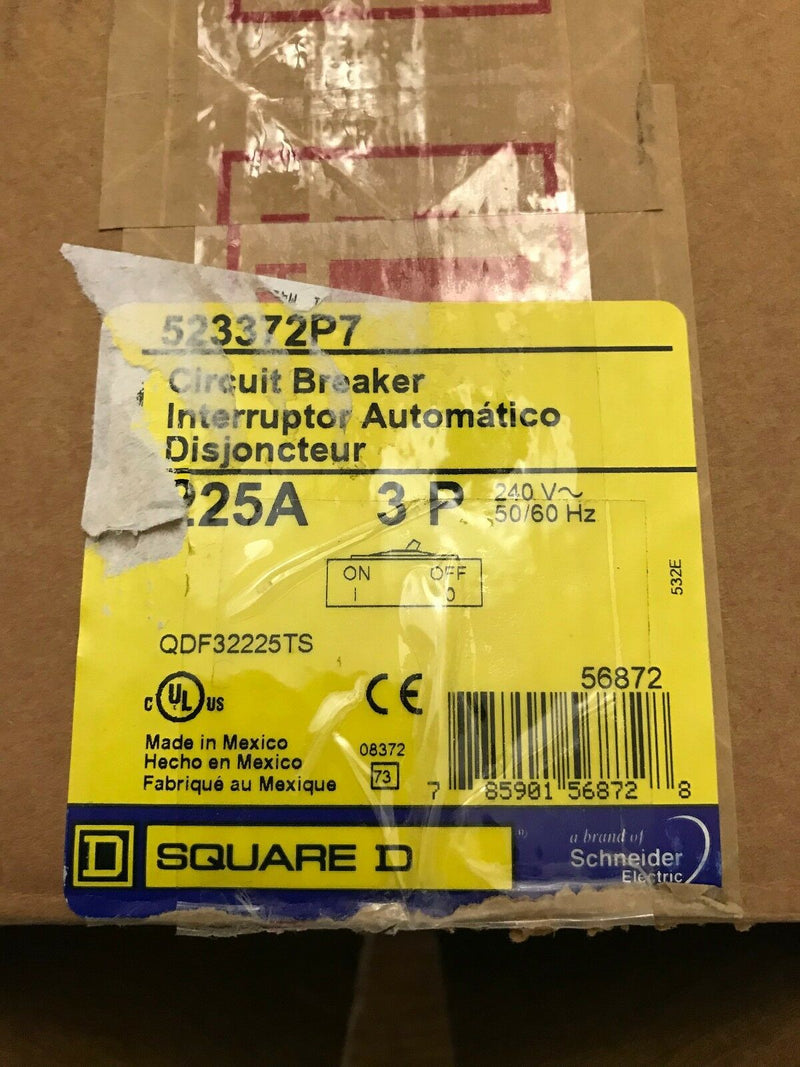 523372P7
Circuit Breaker
Interruptor Automático
Disjoncteur
225A 3 P 240 V~
50/60 Hz
ON OFF
I O
532E
QDF32225TS
C UL US
CE
56872
Made in Mexico
Hecho en Mexico
Fabriqué au Mexique
08372
73
7 85901 56872 8
D SQUARE D
a brand of
Schneider
Electric